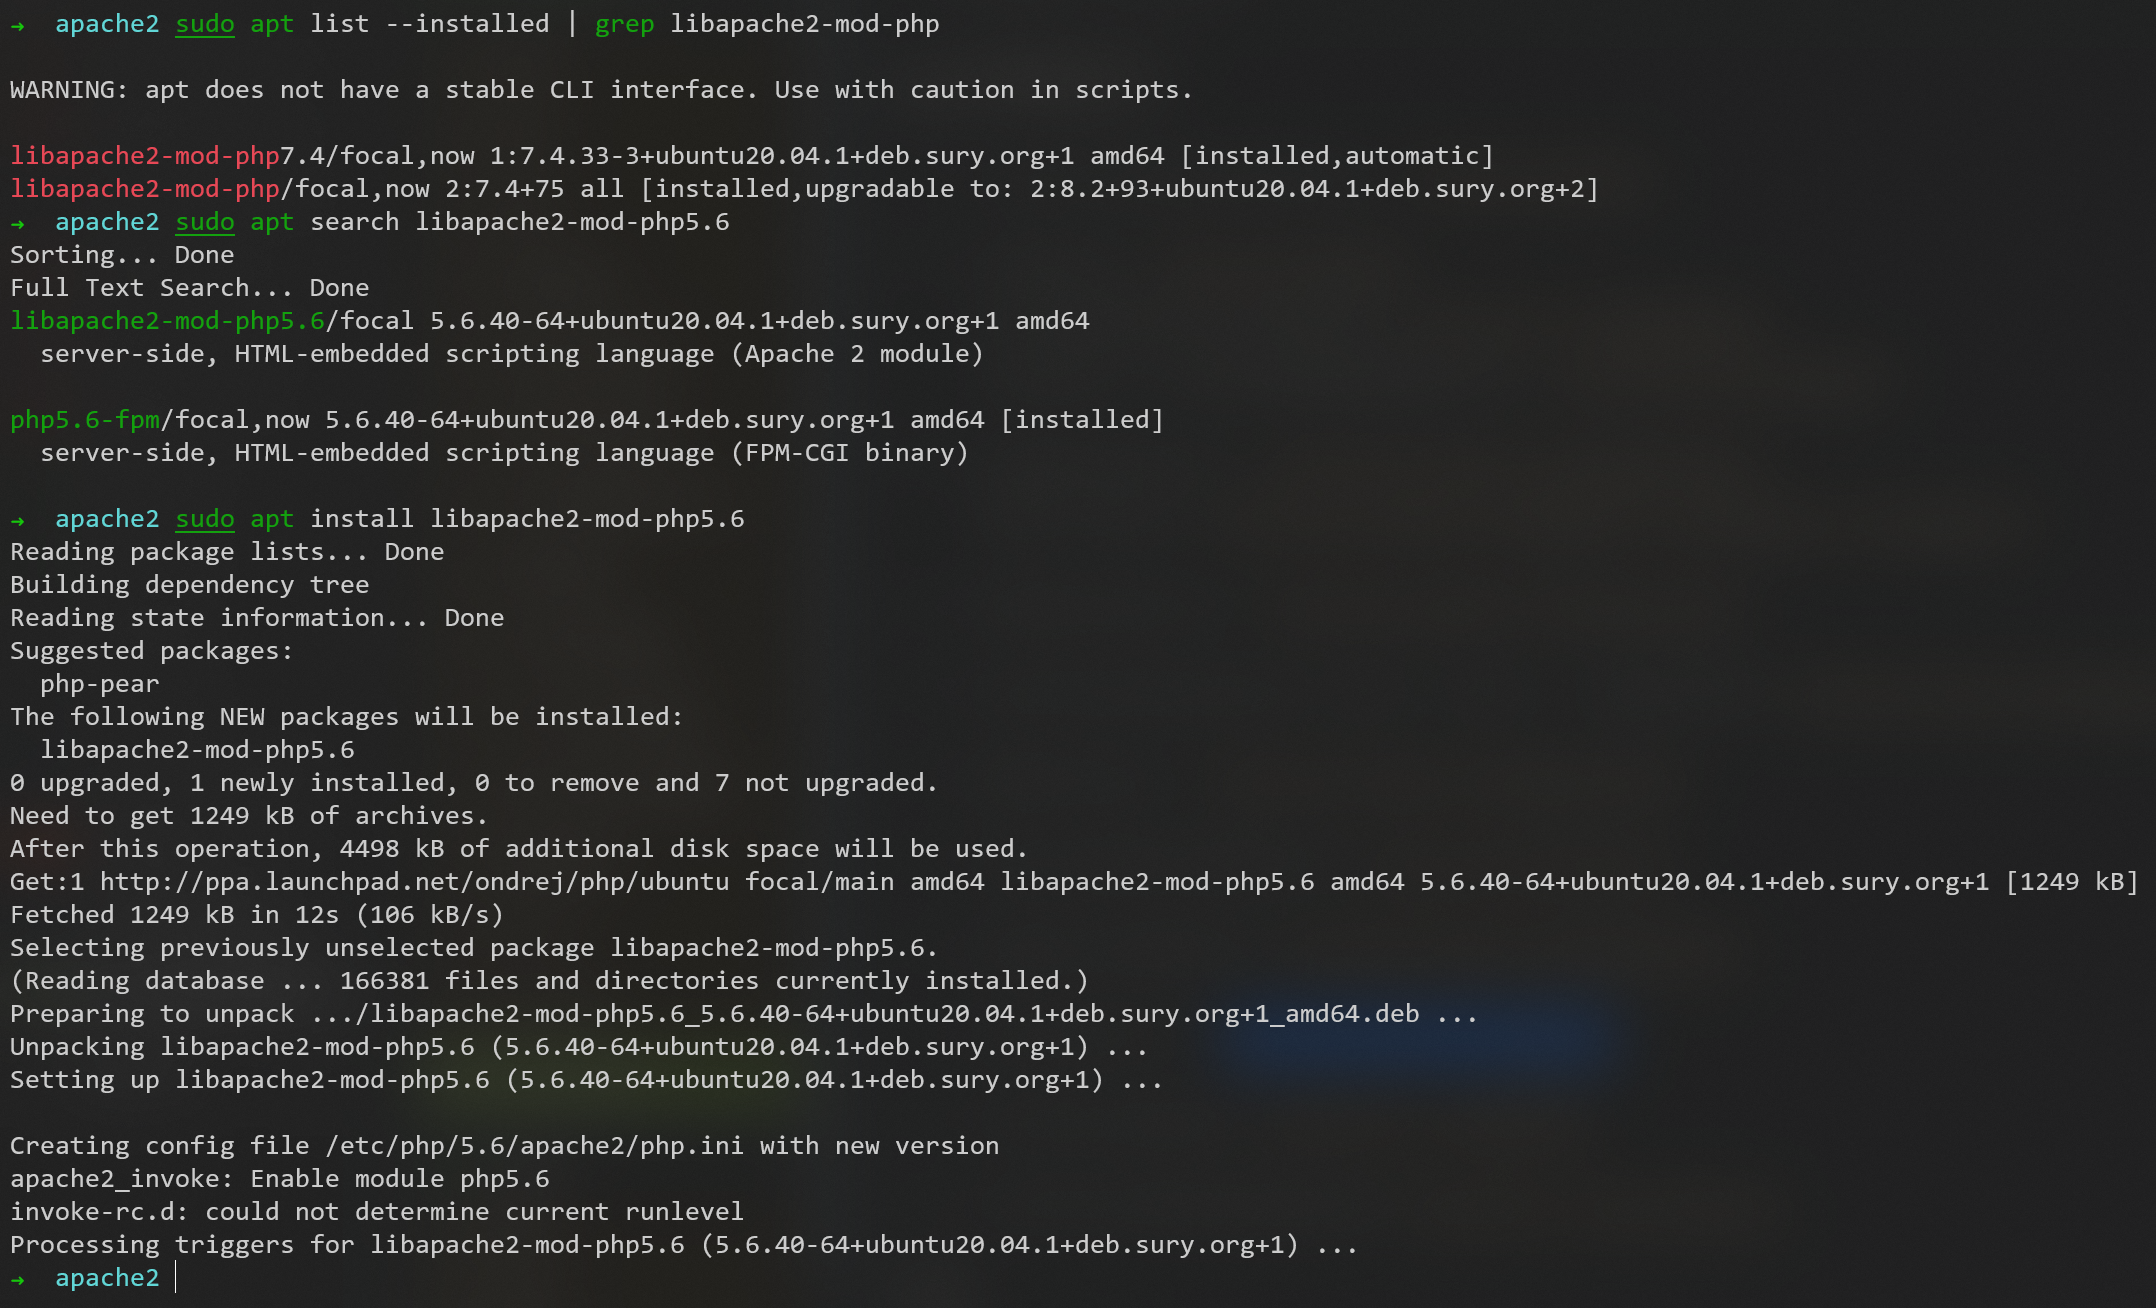 → apache2 sudo apt list --installed | grep libapache2-mod-php
WARNING: apt does not have a stable CLI interface. Use with caution in scripts.
libapache2-mod-php7.4/focal,now 1:7.4.33-3+ubuntu20.04.1+deb.sury.org+1 amd64 [installed,automatic]
libapache2-mod-php/focal,now 2:7.4+75 all [installed,upgradable to: 2:8.2+93+ubuntu20.04.1+deb.sury.org+2]
→ apache2 sudo apt search libapache2-mod-php5.6
Sorting... Done
Full Text Search... Done
libapache2-mod-php5.6/focal 5.6.40-64+ubuntu20.04.1+deb.sury.org+1 amd64
  server-side, HTML-embedded scripting language (Apache 2 module)
php5.6-fpm/focal,now 5.6.40-64+ubuntu20.04.1+deb.sury.org+1 amd64 [installed]
  server-side, HTML-embedded scripting language (FPM-CGI binary)
→ apache2 sudo apt install libapache2-mod-php5.6
Reading package lists... Done
Building dependency tree
Reading state information... Done
Suggested packages:
  php-pear
The following NEW packages will be installed:
  libapache2-mod-php5.6
0 upgraded, 1 newly installed, 0 to remove and 7 not upgraded.
Need to get 1249 kB of archives.
After this operation, 4498 kB of additional disk space will be used.
Get:1 http://ppa.launchpad.net/ondrej/php/ubuntu focal/main amd64 libapache2-mod-php5.6 amd64 5.6.40-64+ubuntu20.04.1+deb.sury.org+1 [1249 kB]
Fetched 1249 kB in 12s (106 kB/s)
Selecting previously unselected package libapache2-mod-php5.6.
(Reading database ... 166381 files and directories currently installed.)
Preparing to unpack .../libapache2-mod-php5.6_5.6.40-64+ubuntu20.04.1+deb.sury.org+1_amd64.deb ...
Unpacking libapache2-mod-php5.6 (5.6.40-64+ubuntu20.04.1+deb.sury.org+1) ...
Setting up libapache2-mod-php5.6 (5.6.40-64+ubuntu20.04.1+deb.sury.org+1) ...
Creating config file /etc/php/5.6/apache2/php.ini with new version
apache2_invoke: Enable module php5.6
invoke-rc.d: could not determine current runlevel
Processing triggers for libapache2-mod-php5.6 (5.6.40-64+ubuntu20.04.1+deb.sury.org+1) ...
→ apache2